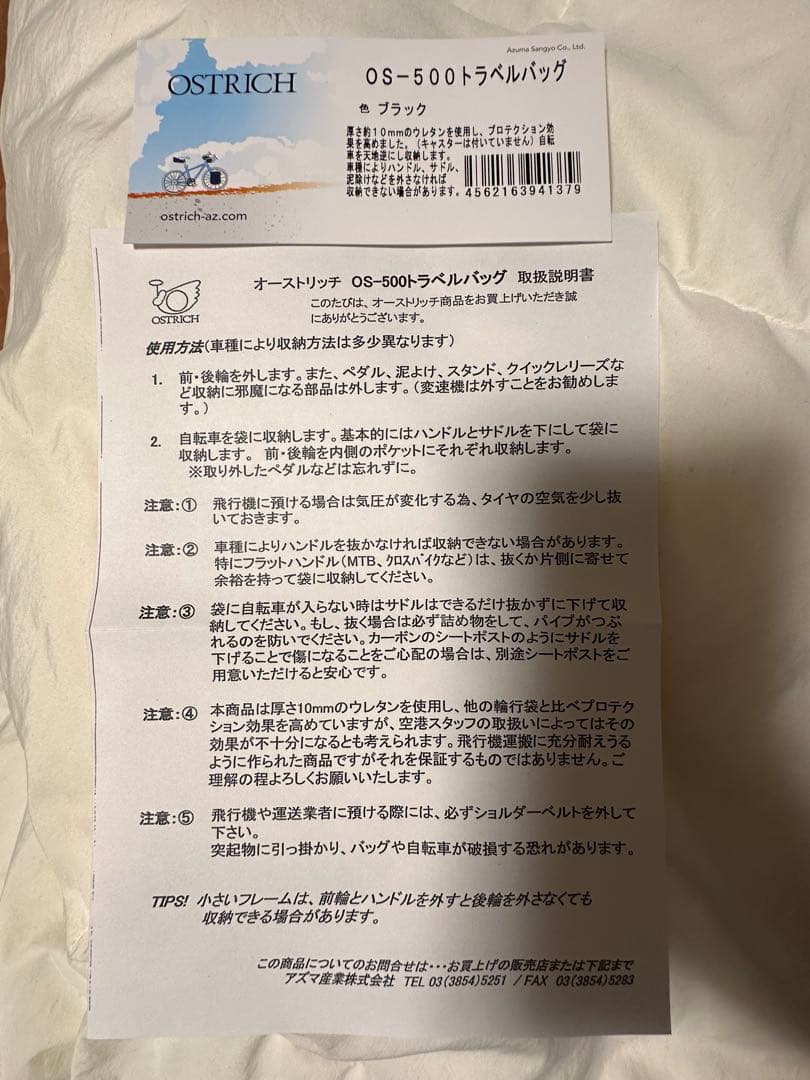 Azuma Sangyo Co., Ltd.
OSTRICH
OS-500トラベルバッグ
色 ブラック
厚さ約10mmのウレタンを使用し、プロテクション効
果を高めました。(キャスターは付いていません)自転
車を天地逆にし収納します。
車種によりハンドル、サドル、
泥除けなどを外さなければ
収納できない場合があります。
4562163941379
ostrich-az.com
OSTRICH
オーストリッチ OS-500トラベルバッグ 取扱説明書
このたびは、オーストリッチ商品をお買上げいただき誠
にありがとうございます。
使用方法(車種により収納方法は多少異なります)
1. 前・後輪を外します。また、ペダル、泥よけ、スタンド、クイックレリーズな
ど収納に邪魔になる部品は外します。(変速機は外すことをお勧めしま
す。)
2. 自転車を袋に収納します。基本的にはハンドルとサドルを下にして袋に
収納します。 前・後輪を内側のポケットにそれぞれ収納します。
※取り外したペダルなどは忘れずに。
注意:① 飛行機に預ける場合は気圧が変化する為、タイヤの空気を少し抜
いておきます。
注意:② 車種によりハンドルを抜かなければ収納できない場合があります。
特にフラットハンドル(MTB、クロスバイクなど)は、抜くか片側に寄せて
余裕を持って袋に収納してください。
注意:③ 袋に自転車が入らない時はサドルはできるだけ抜かずに下げて収
納してください。もし、抜く場合は必ず詰め物をして、パイプがつぶ
れるのを防いでください。カーボンのシートポストのようにサドルを
下げることで傷になることをご心配の場合は、別途シートポストをご
用意いただけると安心です。
注意:④ 本商品は厚さ10mmのウレタンを使用し、他の輪行袋と比べプロテク
ション効果を高めていますが、空港スタッフの取扱いによってはその
効果が不十分になるとも考えられます。飛行機運搬に充分耐えうる
ように作られた商品ですがそれを保証するものではありません。ご
理解の程よろしくお願いいたします。
注意:⑤ 飛行機や運送業者に預ける際には、必ずショルダーベルトを外して
下さい。
突起物に引っ掛かり、バッグや自転車が破損する恐れがあります。
TIPS! 小さいフレームは、前輪とハンドルを外すと後輪を外さなくても
収納できる場合があります。
この商品についてのお問合せは・・・お買上げの販売店または下記まで
アズマ産業株式会社 TEL 03(3854)5251 / FAX 03(3854)5283